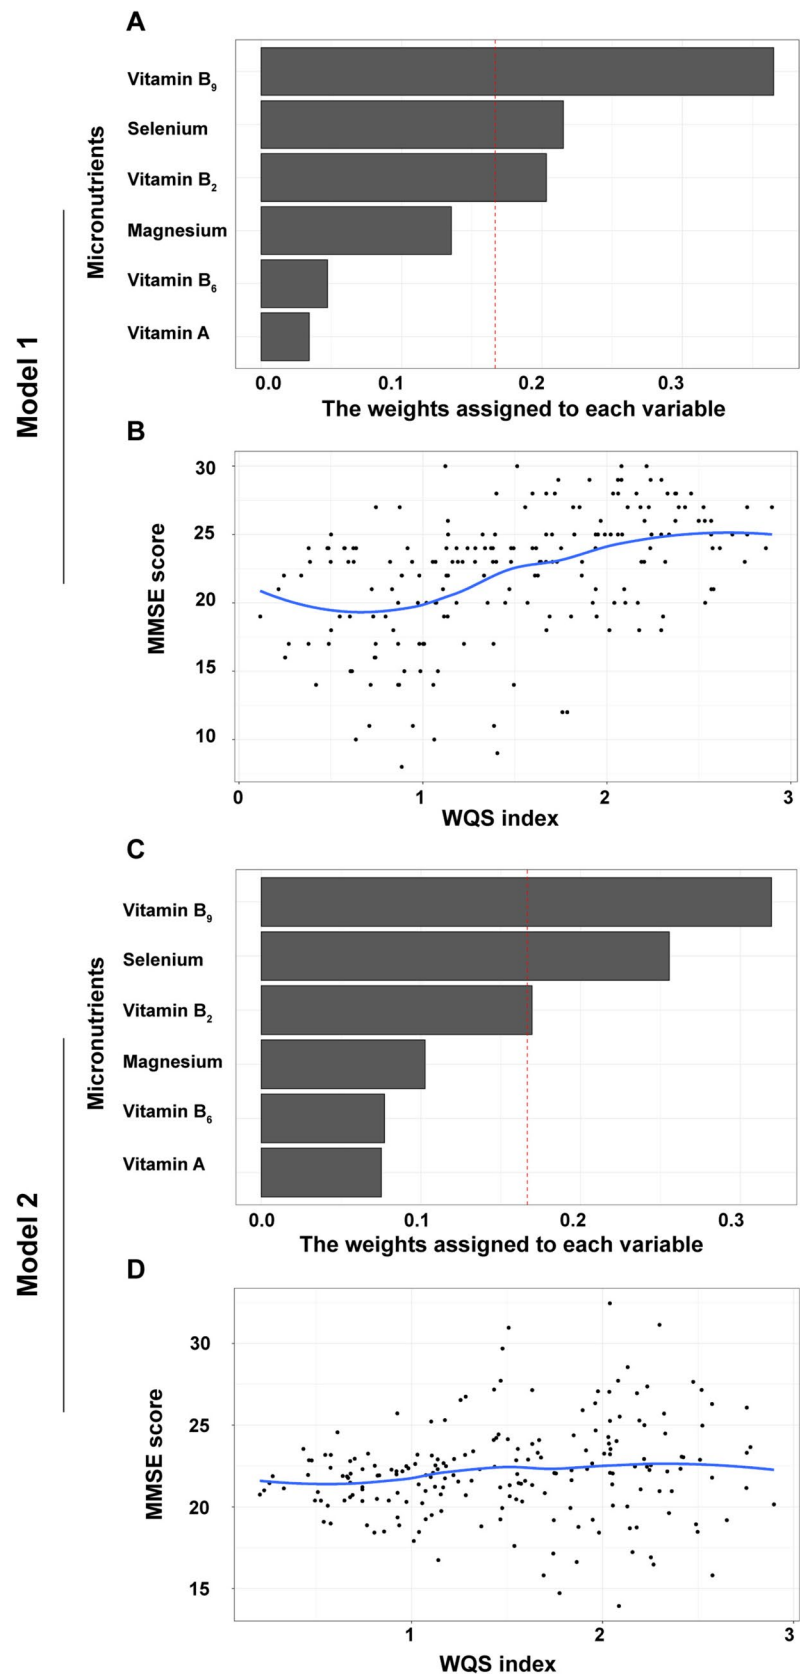 A
Vitamin B₉
Selenium
Vitamin B₂
Magnesium
Vitamin B₆
Vitamin A
Micronutrients
0.0 0.1 0.2 0.3
The weights assigned to each variable
Model 1
B
30
25
20
15
10
MMSE score
0 1 2 3
WQS index
C
Vitamin B₉
Selenium
Vitamin B₂
Magnesium
Vitamin B₆
Vitamin A
Micronutrients
0.0 0.1 0.2 0.3
The weights assigned to each variable
Model 2
D
30
25
20
15
MMSE score
1 2 3
WQS index